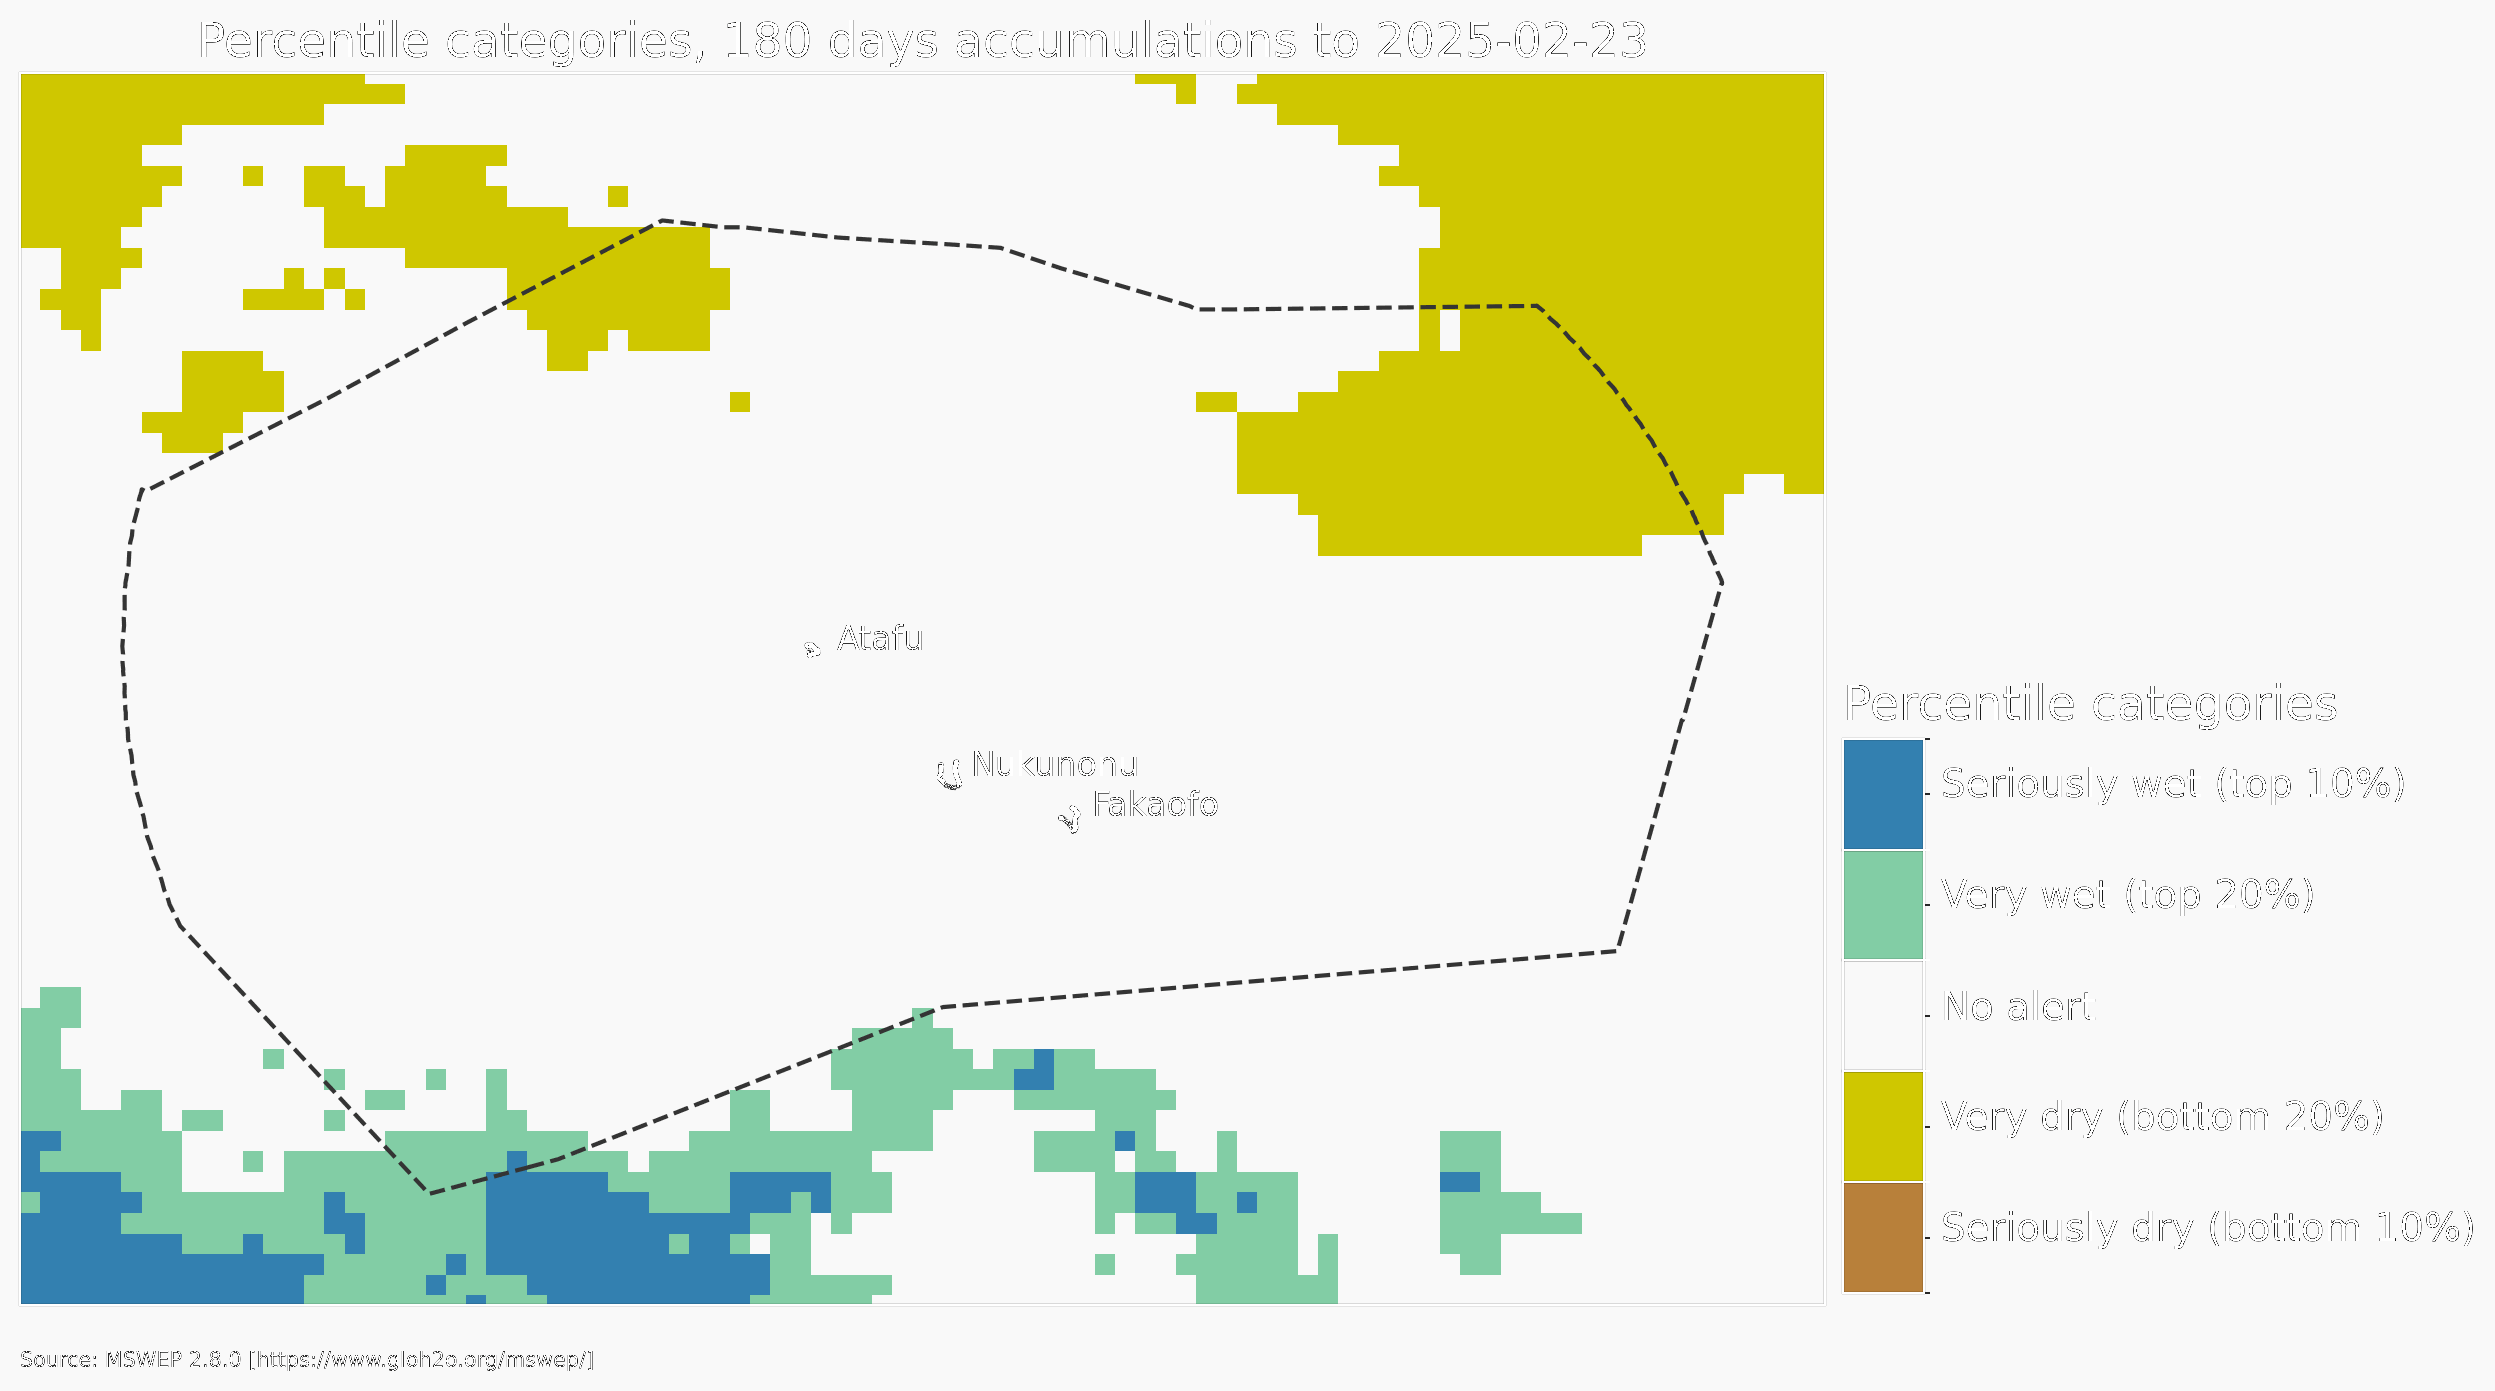 Percentile categories, 180 days accumulations to 2025-02-23
Atafu
Nukunonu
Fakaofo
Percentile categories
Seriously wet (top 10%)
Very wet (top 20%)
No alert
Very dry (bottom 20%)
Seriously dry (bottom 10%)
Source: MSWEP 2.8.0 [https://www.gloh2o.org/mswep/]